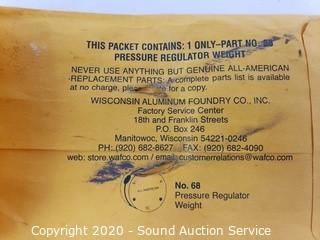 THIS PACKET CONTAINS: 1 ONLY-PART NO.
PRESSURE REGULATOR WEIGHT
NEVER USE ANYTHING BUT GENUINE ALL-AMERICAN
REPLACEMENT PARTS: A complete parts list is available
at no charge, please write for a copy.
WISCONSIN ALUMINUM FOUNDRY CO., INC.
Factory Service Center
18th and Franklin Streets
P.O. Box 246
Manitowoc, Wisconsin 54221-0246
PH: (920) 682-8627 FAX: (920) 682-4090
web: store.wafco.com / email: customerrelations@wafco.com
No. 68
Pressure Regulator
Weight
Copyright 2020 - Sound Auction Service